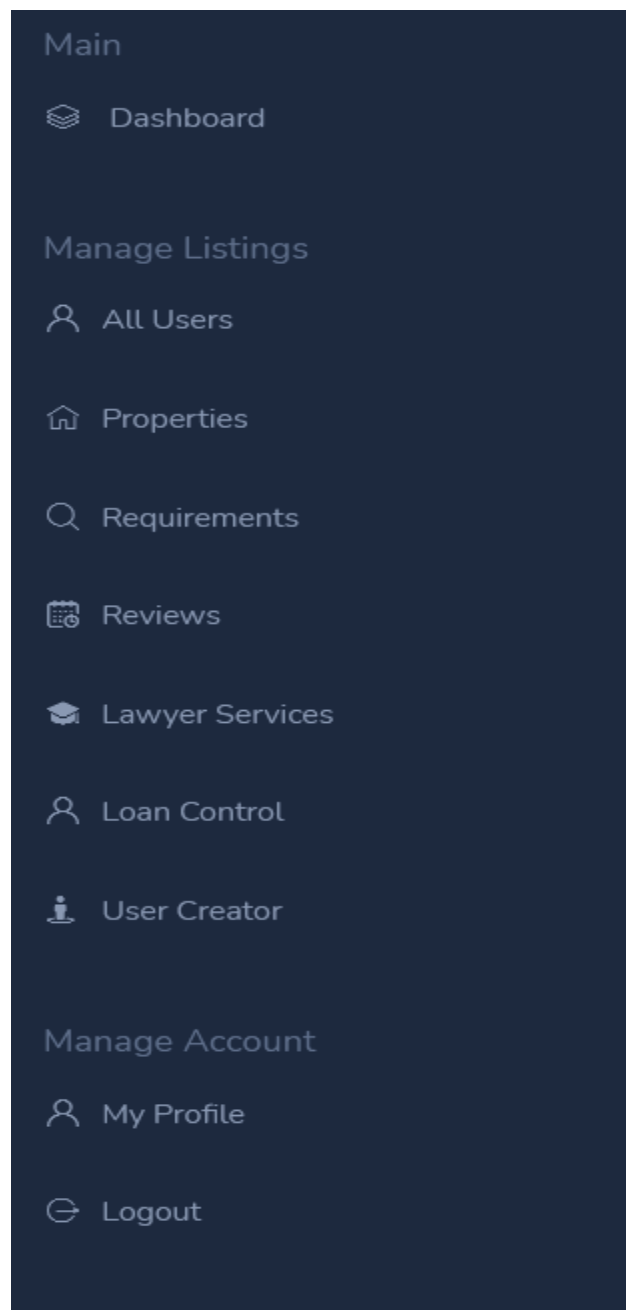 Main
Dashboard
Manage Listings
All Users
Properties
Requirements
Reviews
Lawyer Services
Loan Control
User Creator
Manage Account
My Profile
Logout